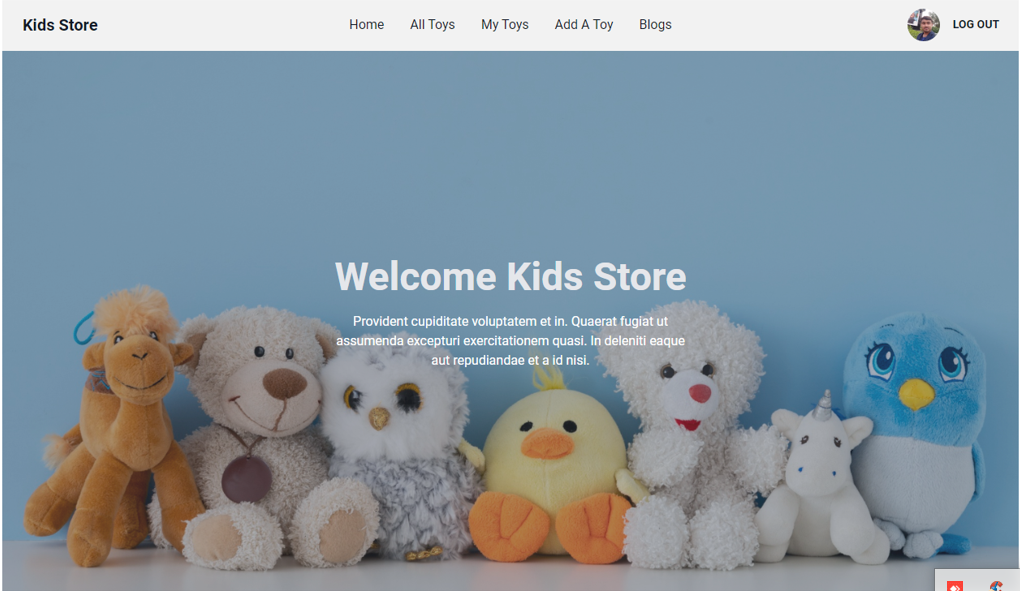 Kids Store
Home
All Toys
My Toys
Add A Toy
Blogs
LOG OUT
Welcome Kids Store
Provident cupiditate voluptatem et in. Quaerat fugiat ut
assumenda excepturi exercitationem quasi. In deleniti eaque
aut repudiandae et a id nisi.